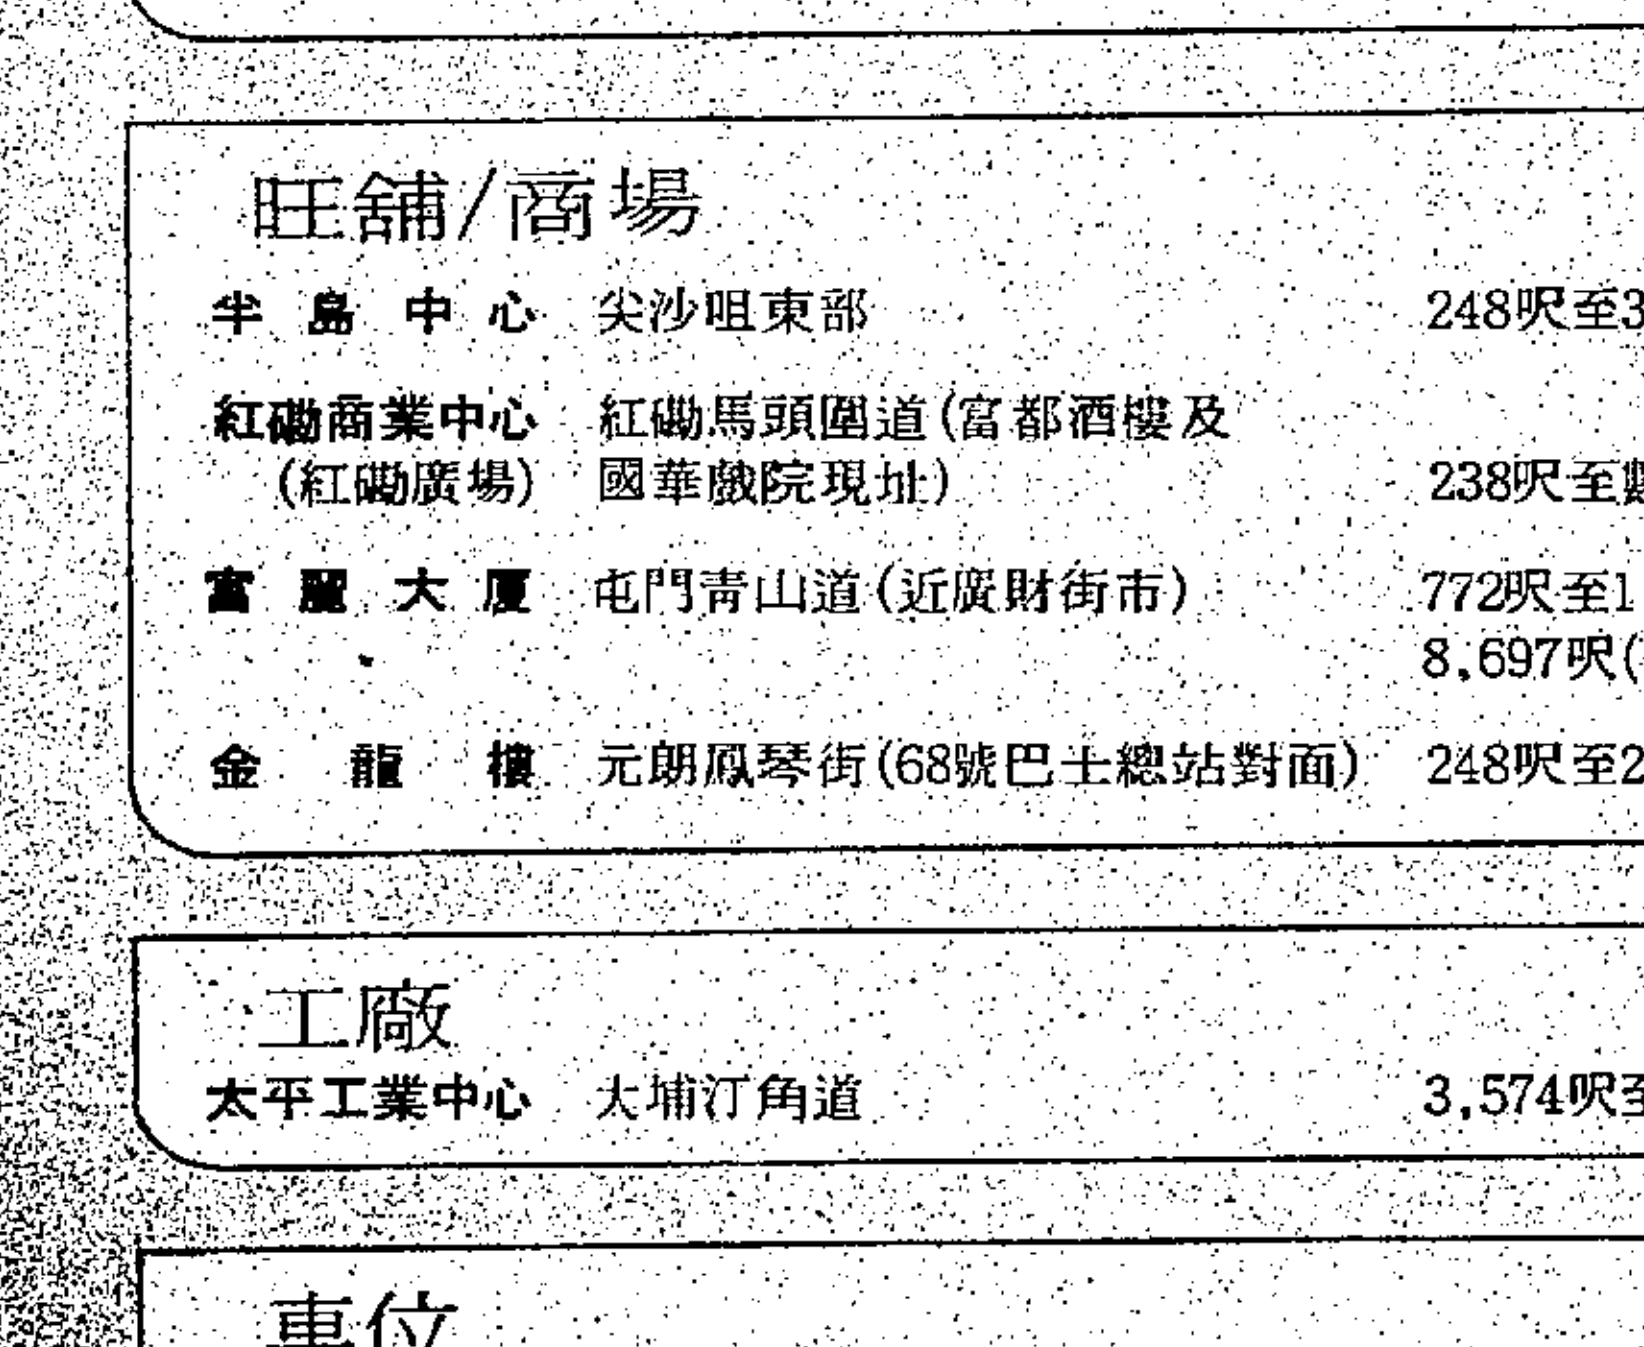 旺舖/商場
半島中心 尖沙咀東部 248呎至3
紅磡商業中心 紅磡馬頭圍道(富都酒樓及
(紅磡廣場) 國華戲院現址) 238呎至
富麗大廈 屯門青山道(近廣財街市) 772呎至1
8,697呎(
金龍樓 元朗鳳琴街(68號巴士總站對面) 248呎至2
工廠
太平工業中心 大埔汀角道 3,574呎至
車位